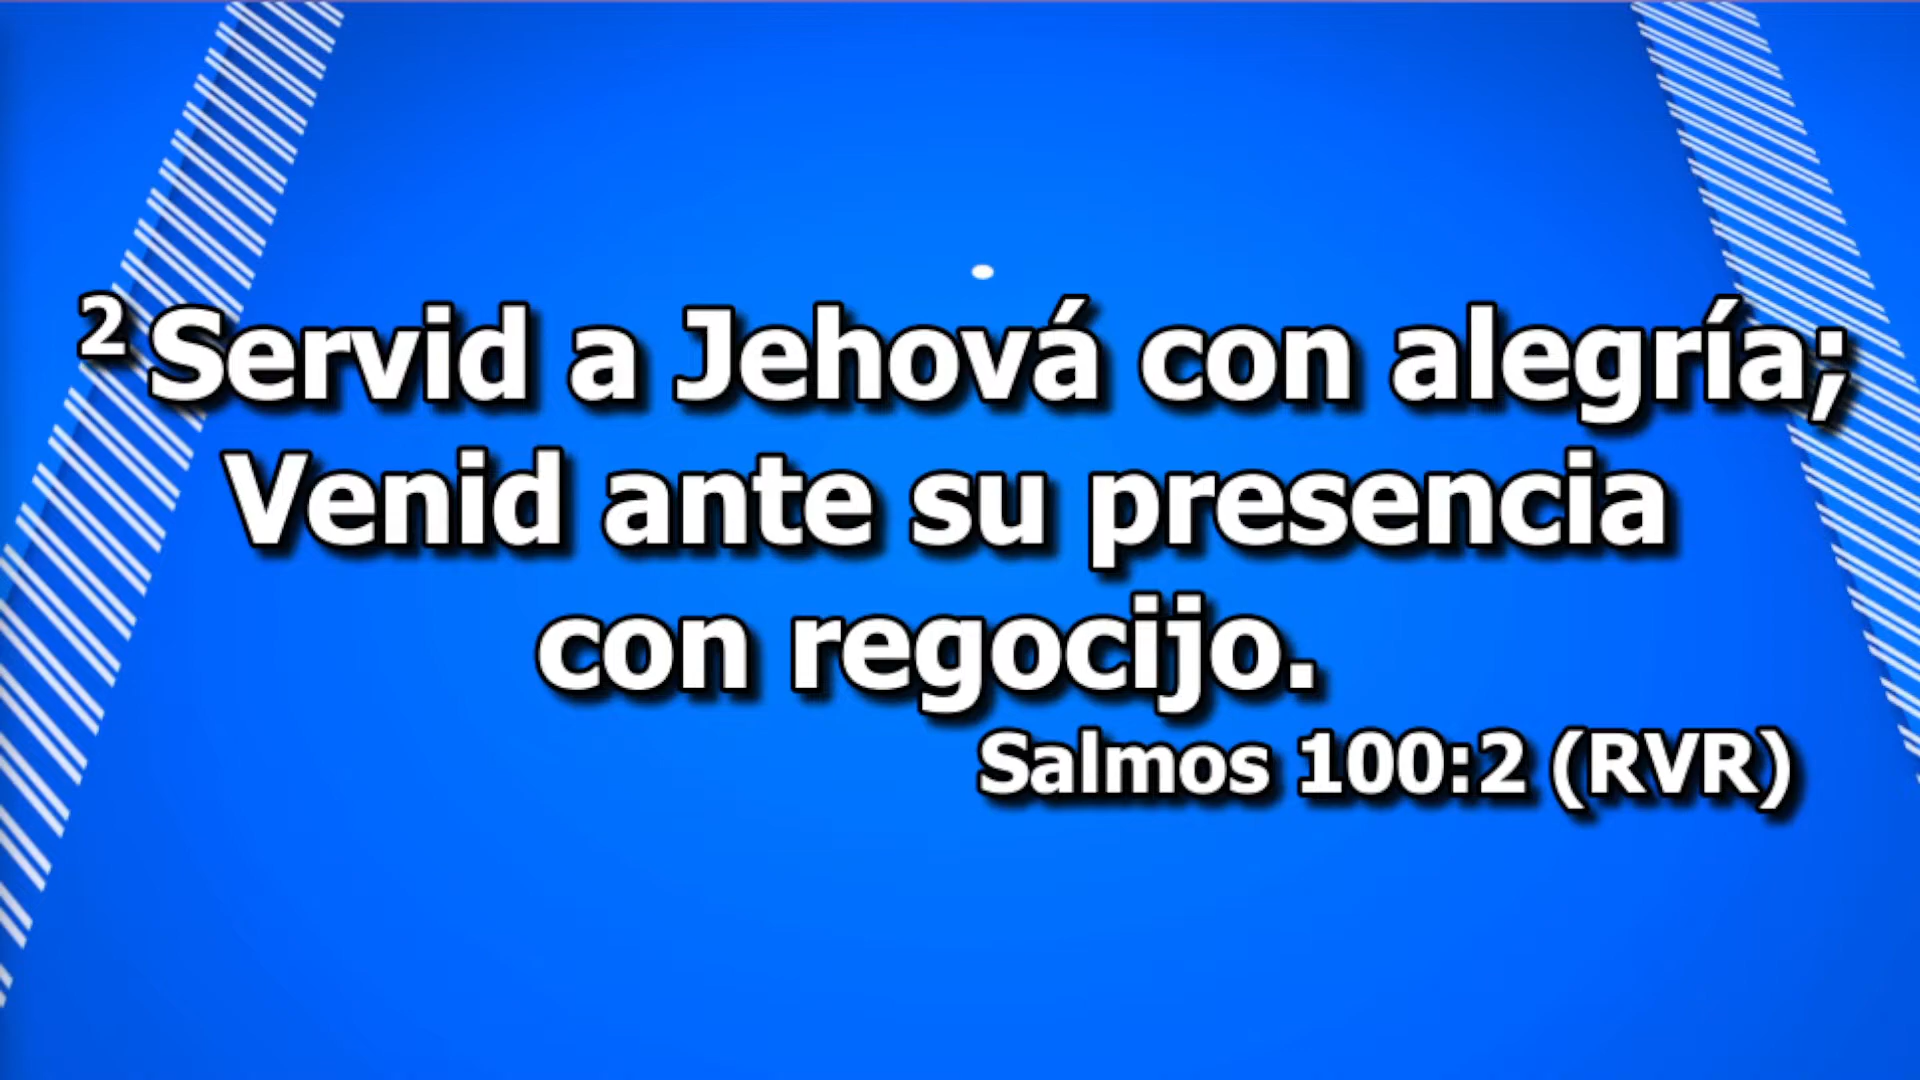 2 Servid a Jehová con alegría;
Venid ante su presencia
con regocijo.
Salmos 100:2 (RVR)